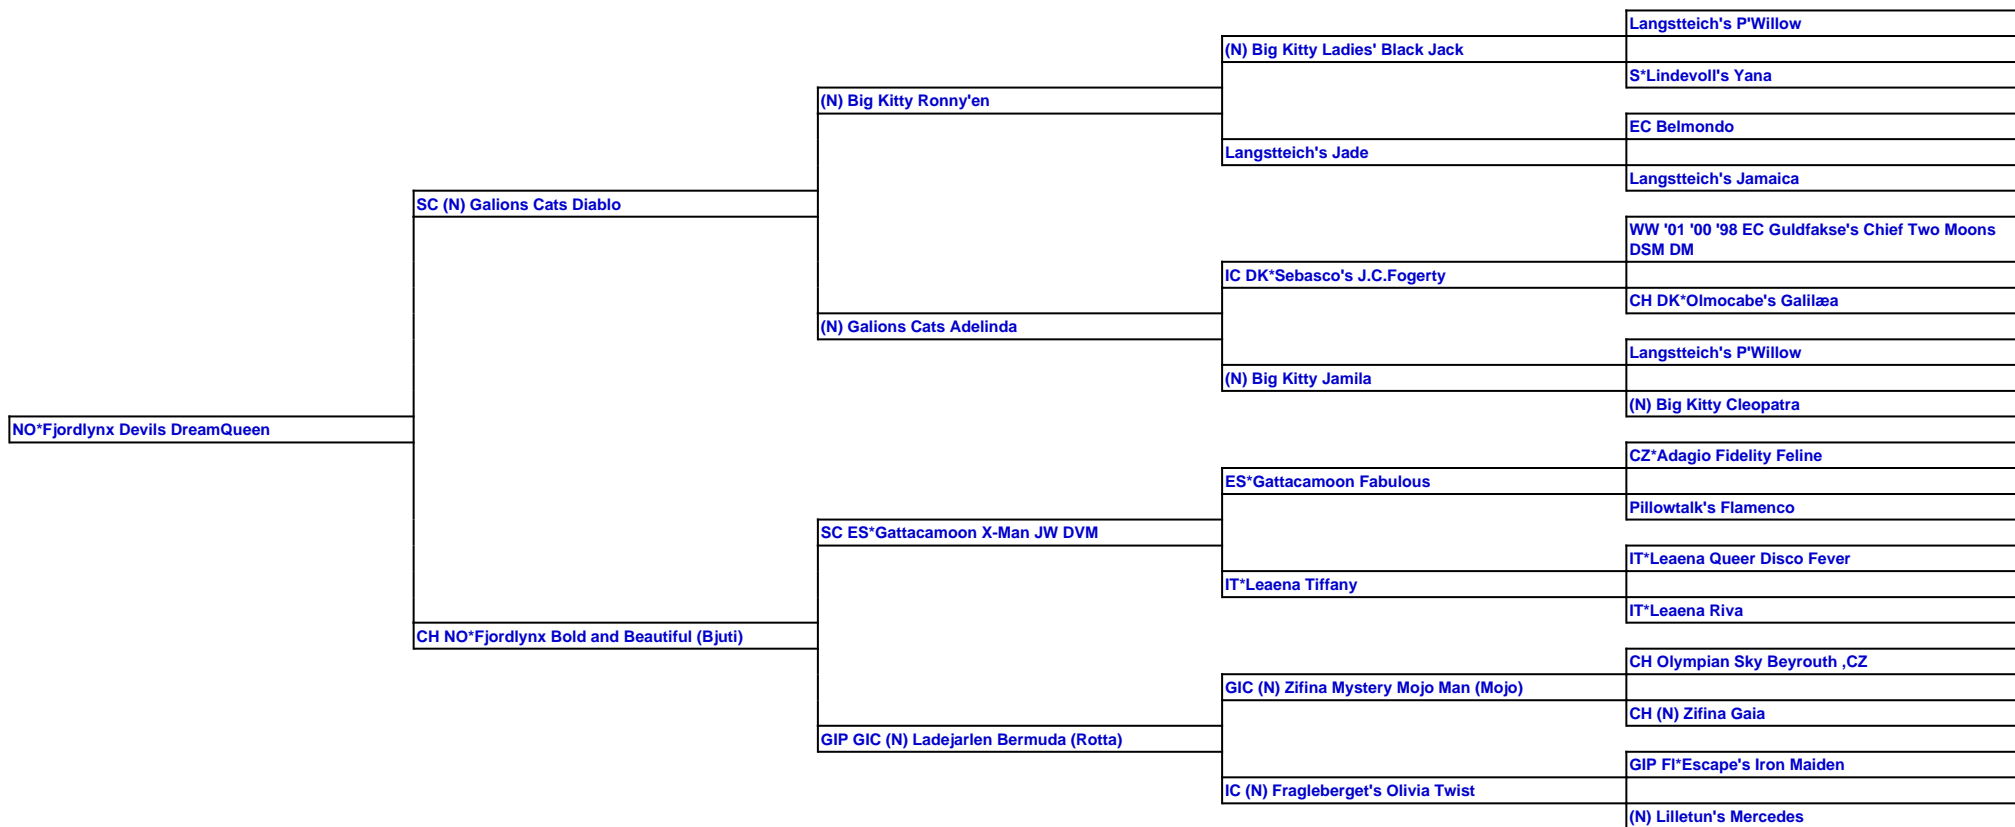 Langstteich's P'Willow
(N) Big Kitty Ladies' Black Jack
S*Lindevoll's Yana
(N) Big Kitty Ronny'en
EC Belmondo
Langstteich's Jade
Langstteich's Jamaica
SC (N) Galions Cats Diablo
WW '01 '00 '98 EC Guldfakse's Chief Two Moons
DSM DM
IC DK*Sebasco's J.C.Fogerty
CH DK*Olmocabe's Galilæa
(N) Galions Cats Adelinda
Langstteich's P'Willow
(N) Big Kitty Jamila
(N) Big Kitty Cleopatra
NO*Fjordlynx Devils DreamQueen
CZ*Adagio Fidelity Feline
ES*Gattacamoon Fabulous
Pillowtalk's Flamenco
SC ES*Gattacamoon X-Man JW DVM
IT*Leaena Queer Disco Fever
IT*Leaena Tiffany
IT*Leaena Riva
CH NO*Fjordlynx Bold and Beautiful (Bjuti)
CH Olympian Sky Beyrouth ,CZ
GIC (N) Zifina Mystery Mojo Man (Mojo)
CH (N) Zifina Gaia
GIP GIC (N) Ladejarlen Bermuda (Rotta)
GIP FI*Escape's Iron Maiden
IC (N) Fragleberget's Olivia Twist
(N) Lilletun's Mercedes